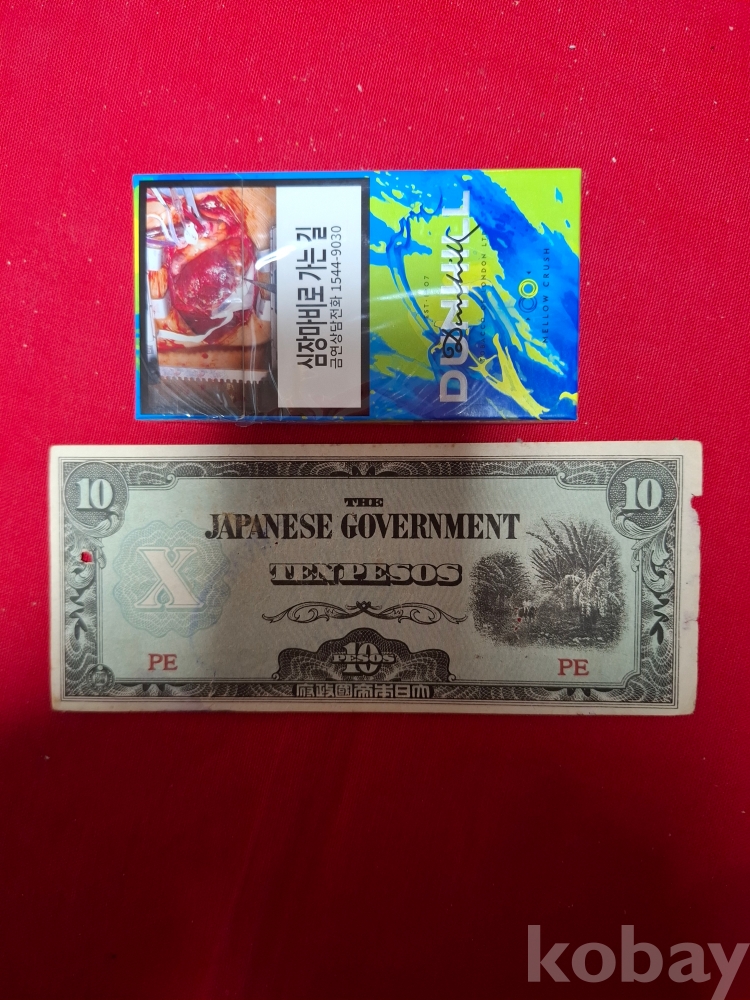 심장마비로 가는 길
금연상담전화 1544-9030
DUNHILL
Dunhill
YELLOW CRUSH
10
10
THE
JAPANESE GOVERNMENT
TEN PESOS
X
10
PESOS
PE
PE
府政國帝本日大
kobay